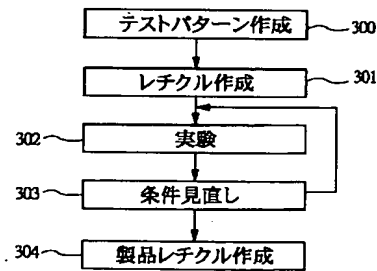 テストパターン作成 300
レチクル作成 301
302 実験
303 条件見直し
304 製品レチクル作成